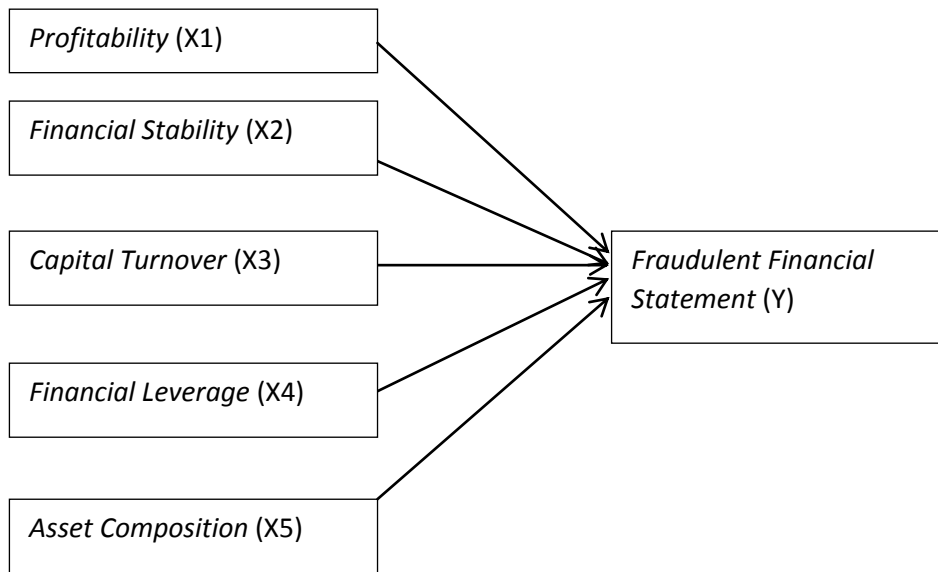 Profitability (X1)
Financial Stability (X2)
Capital Turnover (X3)
Fraudulent Financial
Statement (Y)
Financial Leverage (X4)
Asset Composition (X5)